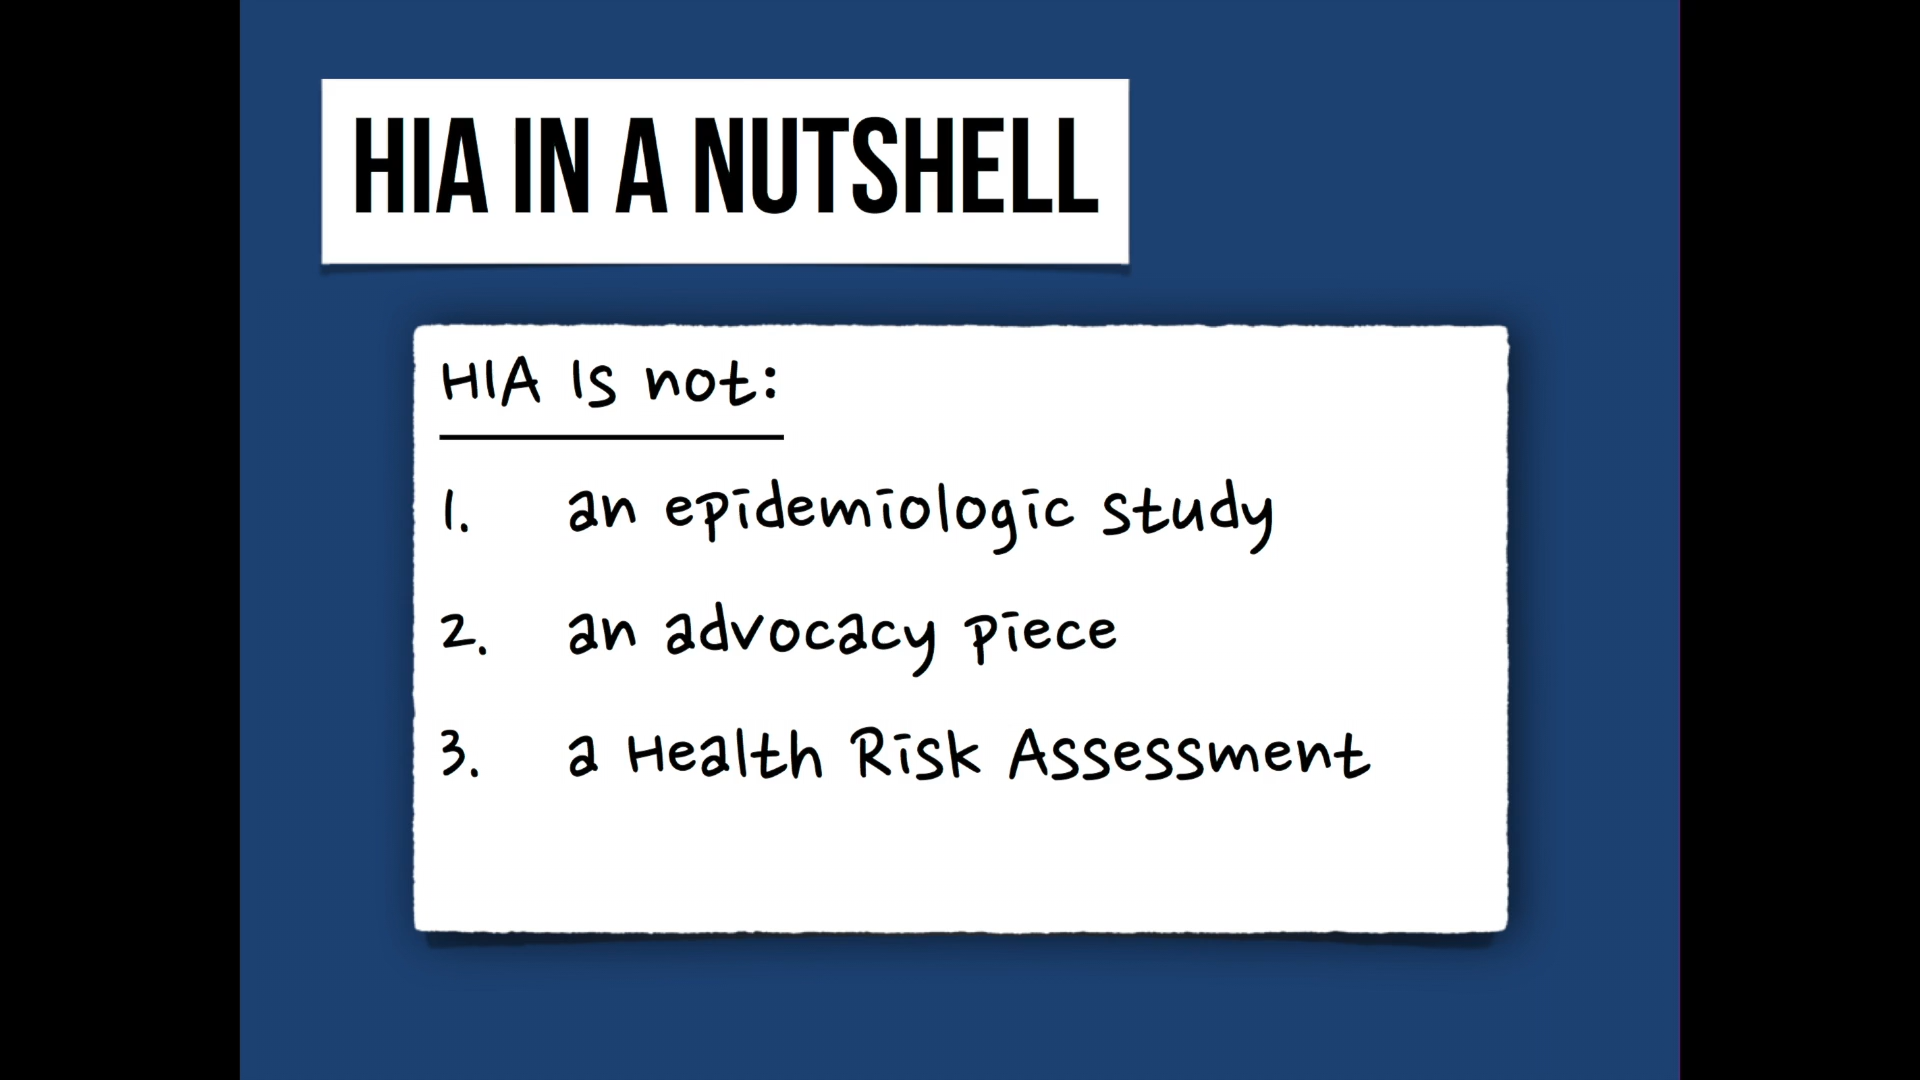 HIA IN A NUTSHELL
HIA Is not:
1. an epidemiologic study
2. an advocacy piece
3. a Health Risk Assessment